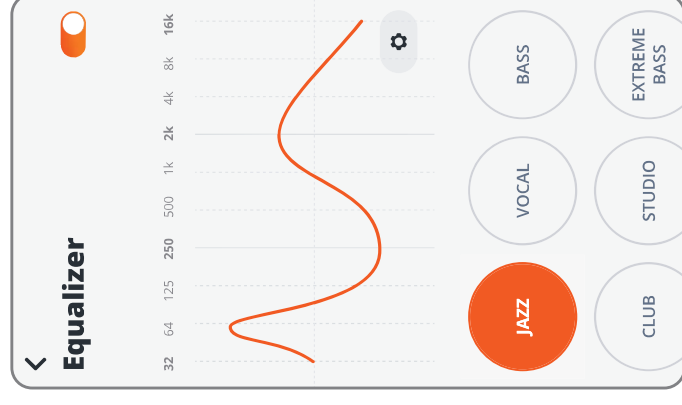 Equalizer
16k
8k
4k
2k
1k
500
250
125
64
32
JAZZ
VOCAL
BASS
CLUB
STUDIO
EXTREME
BASS